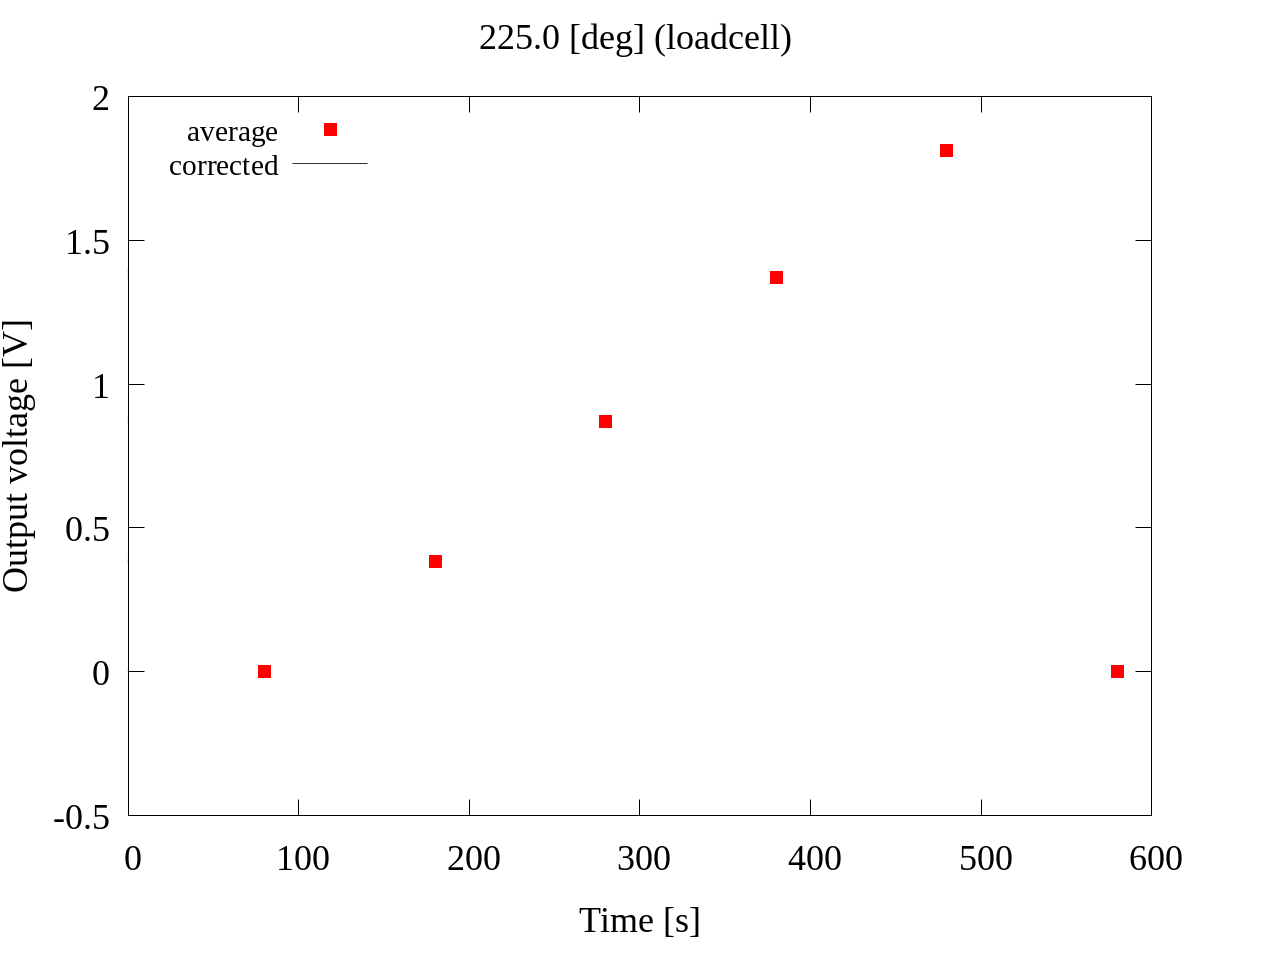 225.0 [deg] (loadcell)
average
corrected
2
1.5
1
0.5
0
-0.5
Output voltage [V]
0 100 200 300 400 500 600
Time [s]